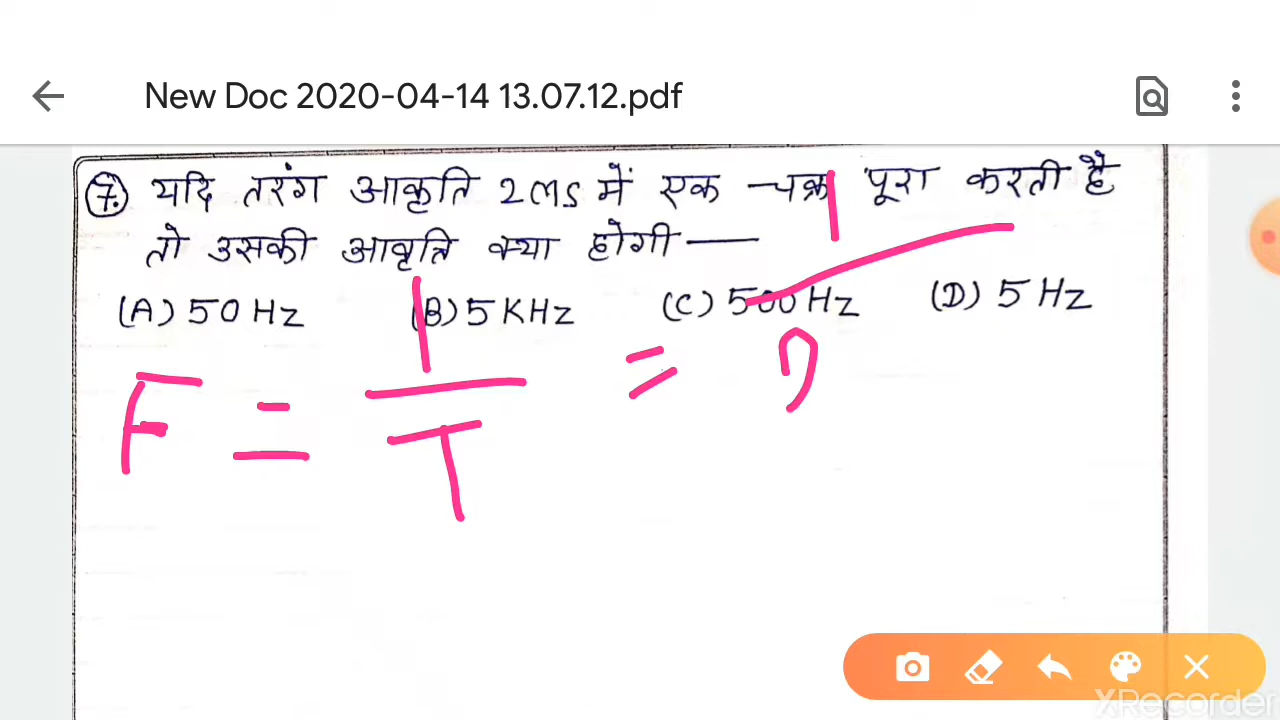 New Doc 2020-04-14 13.07.12.pdf
7. यदि तरंग आकृति 2MS में एक चक्र पूरा करती है
तो उसकी आवृत्ति क्या होगी —
(A) 50 Hz (B) 5 KHz (C) 500 Hz (D) 5 Hz
F = 1/T = 1/
XRecorder